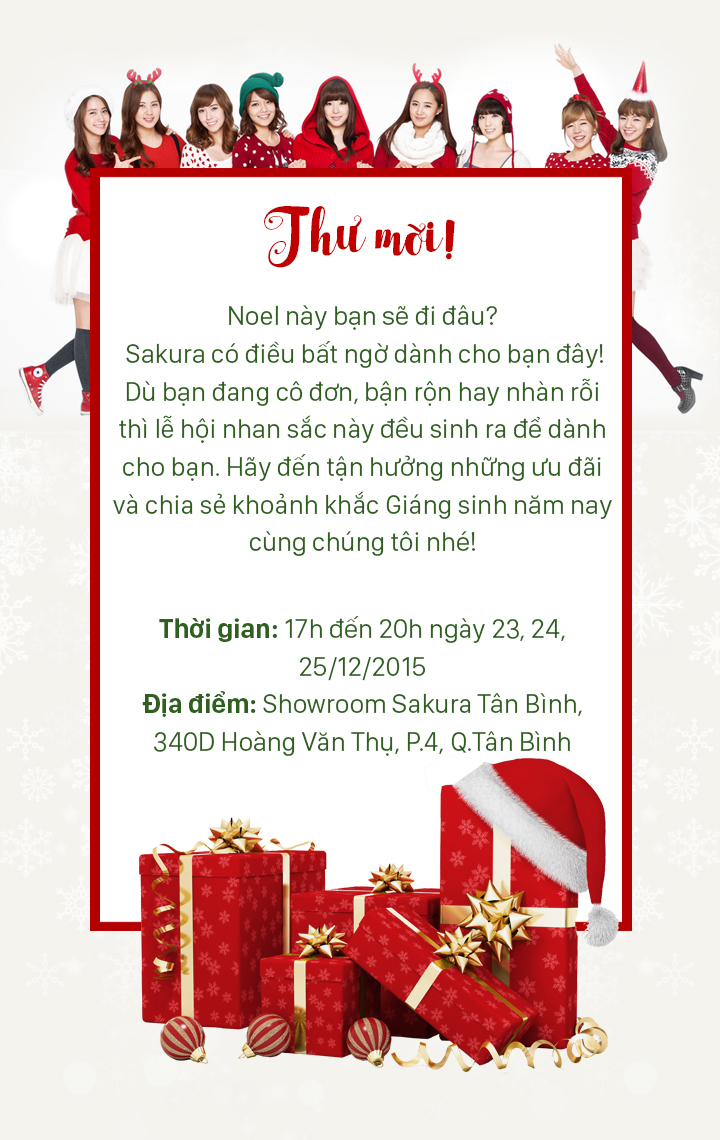 Thư mời!
Noel này bạn sẽ đi đâu?
Sakura có điều bất ngờ dành cho bạn đây!
Dù bạn đang cô đơn, bận rộn hay nhàn rỗi
thì lễ hội nhan sắc này đều sinh ra để dành
cho bạn. Hãy đến tận hưởng những ưu đãi
và chia sẻ khoảnh khắc Giáng sinh năm nay
cùng chúng tôi nhé!
Thời gian: 17h đến 20h ngày 23, 24,
25/12/2015
Địa điểm: Showroom Sakura Tân Bình,
340D Hoàng Văn Thụ, P.4, Q.Tân Bình